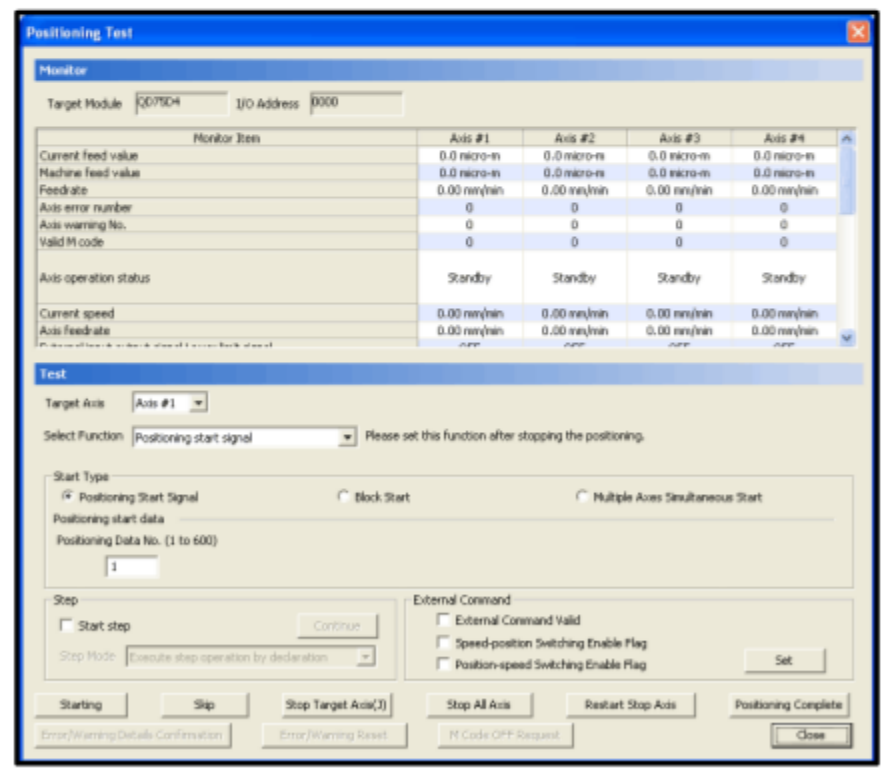 Positioning Test
Monitor
Target Module QD75D4 I/O Address 0000
Monitor Item Axis #1 Axis #2 Axis #3 Axis #4
Current feed value 0.0 micro-m 0.0 micro-m 0.0 micro-m 0.0 micro-m
Machine feed value 0.0 micro-m 0.0 micro-m 0.0 micro-m 0.0 micro-m
Feedrate 0.00 mm/min 0.00 mm/min 0.00 mm/min 0.00 mm/min
Axis error number 0 0 0 0
Axis warning No. 0 0 0 0
Valid M code 0 0 0 0
Axis operation status Standby Standby Standby Standby
Current speed 0.00 mm/min 0.00 mm/min 0.00 mm/min 0.00 mm/min
Axis feedrate 0.00 mm/min 0.00 mm/min 0.00 mm/min 0.00 mm/min
Test
Target Axis Axis #1
Select Function Positioning start signal Please set this function after stopping the positioning.
Start Type
Positioning Start Signal Block Start Multiple Axes Simultaneous Start
Positioning start data
Positioning Data No. (1 to 600)
1
Step External Command
Start step Continue External Command Valid
Speed-position Switching Enable Flag
Step Mode Execute step operation by declaration Position-speed Switching Enable Flag Set
Starting Skip Stop Target Axis(J) Stop All Axis Restart Stop Axis Positioning Complete
Error/Warning Details Confirmation Error/Warning Reset M Code OFF Request Close